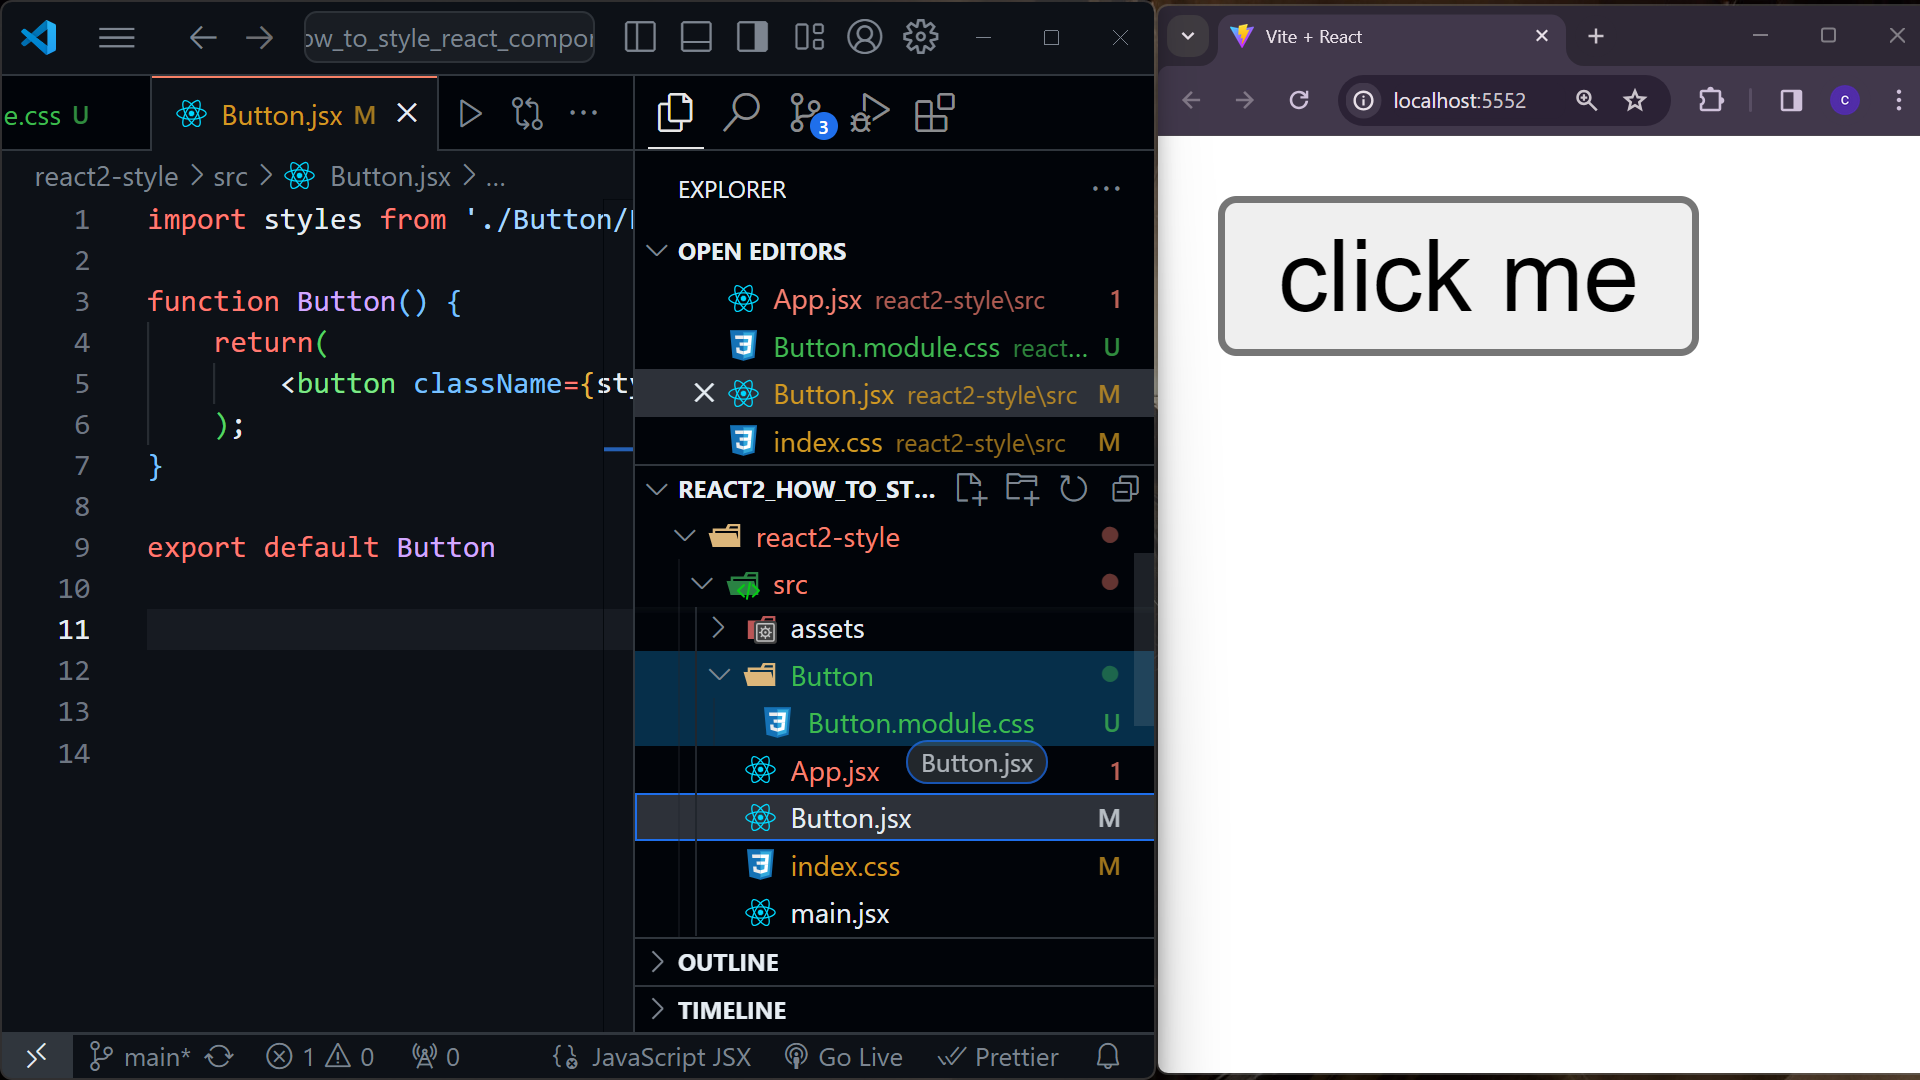 ow_to_style_react_compor
e.css U
Button.jsx M
react2-style > src > Button.jsx > ...
1 import styles from './Button/
2
3 function Button() {
4 return(
5 <button className={sty
6 );
7 }
8
9 export default Button
10
11
12
13
14
3
EXPLORER
OPEN EDITORS
App.jsx react2-style\src 1
Button.module.css react... U
Button.jsx react2-style\src M
index.css react2-style\src M
REACT2_HOW_TO_ST...
react2-style
src
assets
Button
Button.module.css U
App.jsx 1
Button.jsx
Button.jsx M
index.css M
main.jsx
OUTLINE
TIMELINE
main* 1 0 0 JavaScript JSX Go Live Prettier
Vite + React
localhost:5552
c
click me